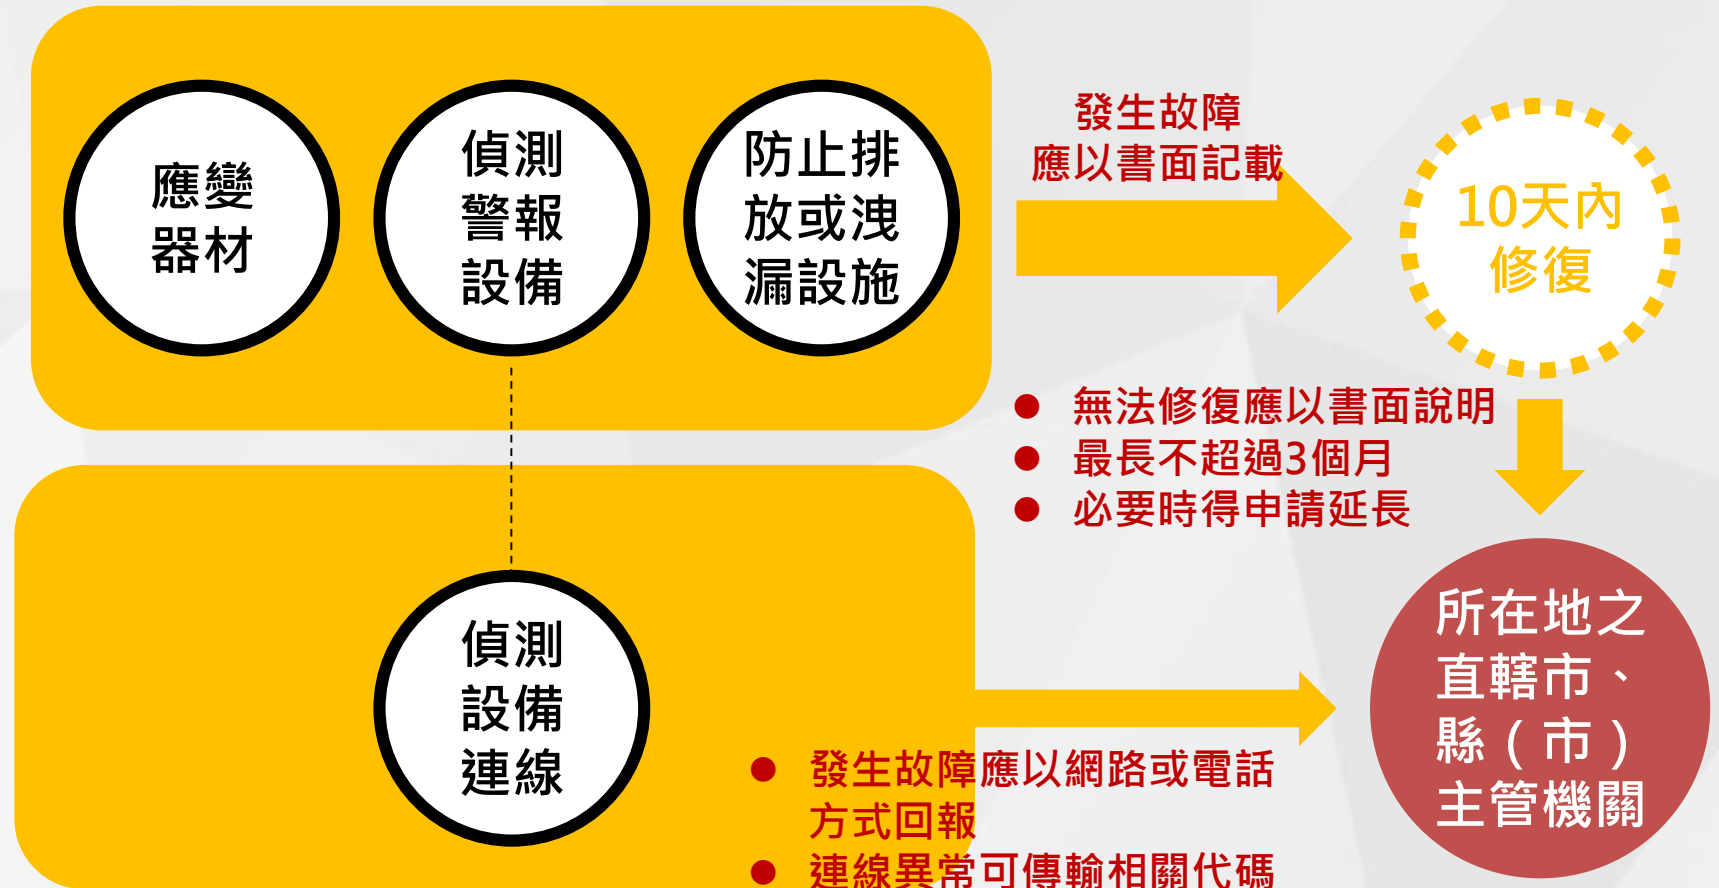 應變
器材
偵測
警報
設備
防止排
放或洩
漏設施
發生故障
應以書面記載
10天內
修復
● 無法修復應以書面說明
● 最長不超過3個月
● 必要時得申請延長
偵測
設備
連線
● 發生故障應以網路或電話
方式回報
● 連線異常可傳輸相關代碼
所在地之
直轄市、
縣（市）
主管機關